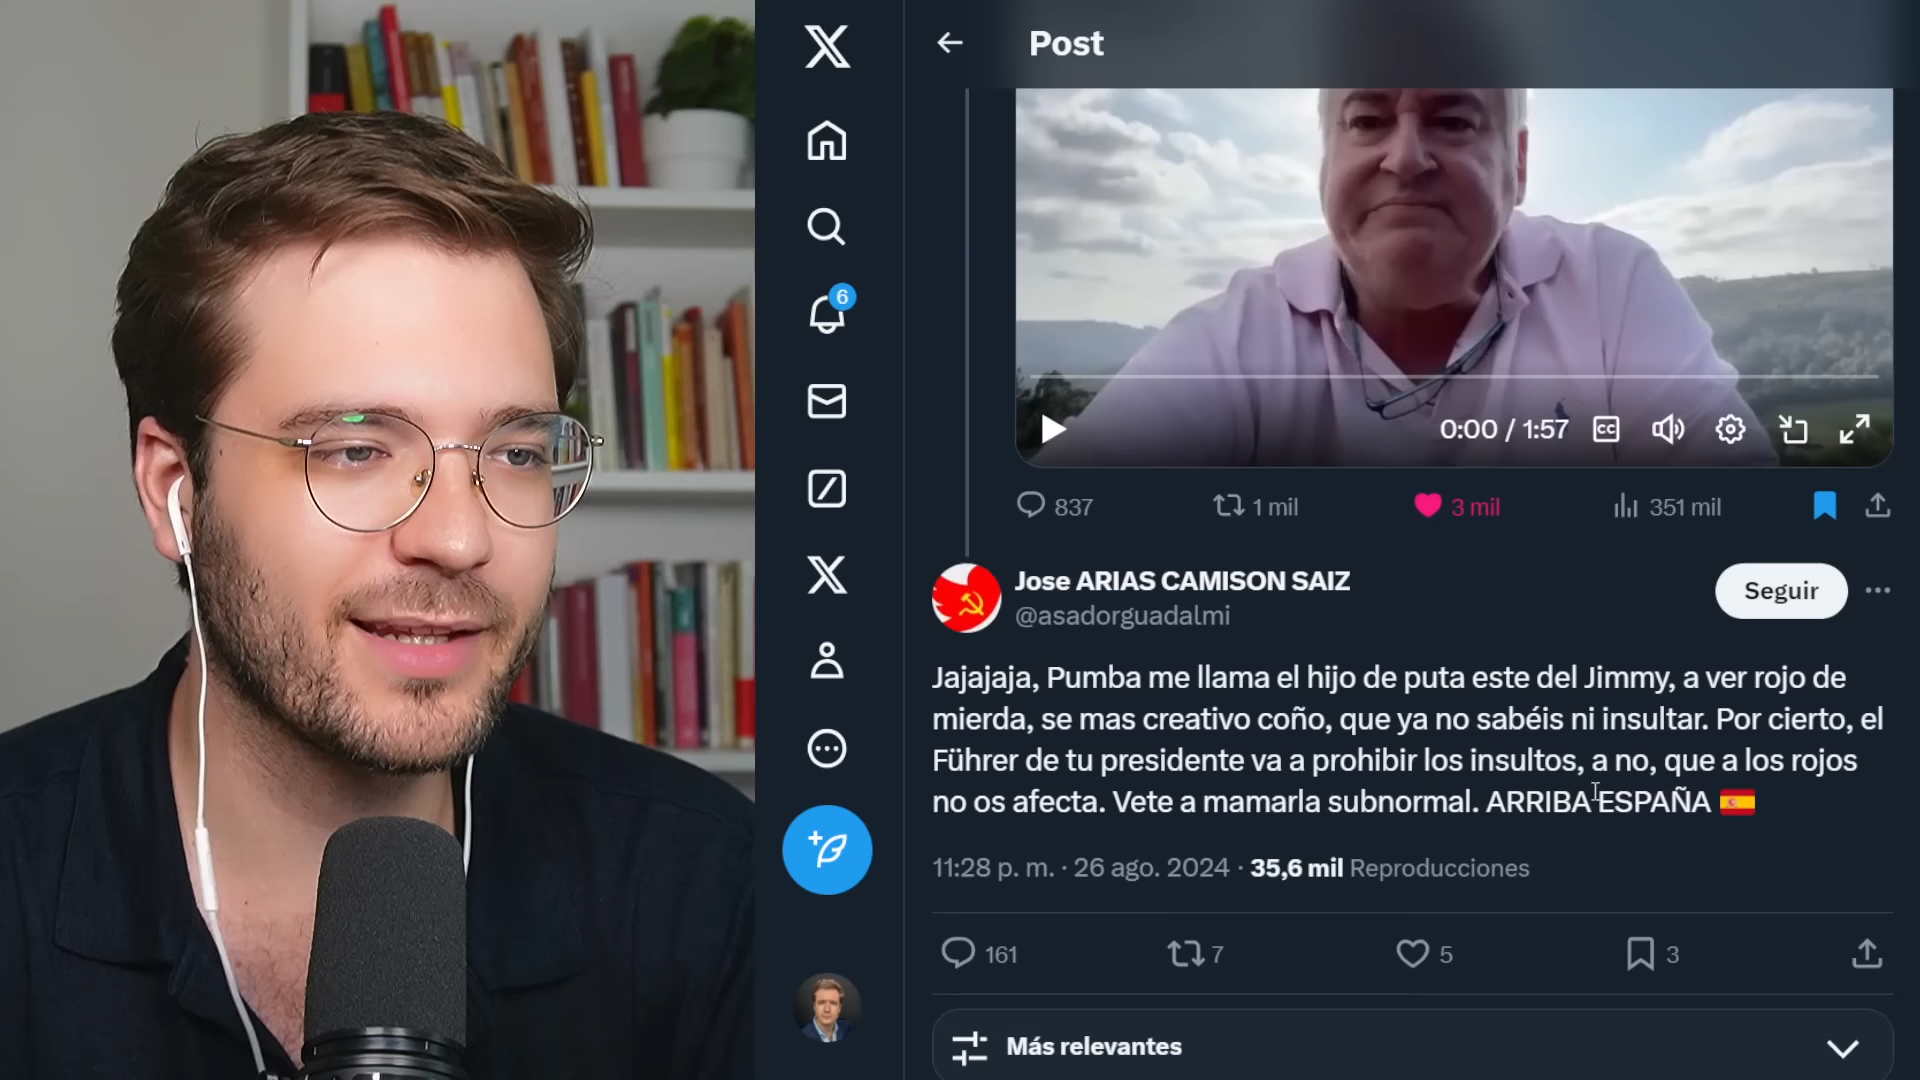 Post
6
0:00 / 1:57
CC
837
1 mil
3 mil
351 mil
Jose ARIAS CAMISON SAIZ
@asadorguadalmi
Seguir
Jajajaja, Pumba me llama el hijo de puta este del Jimmy, a ver rojo de
mierda, se mas creativo coño, que ya no sabéis ni insultar. Por cierto, el
Führer de tu presidente va a prohibir los insultos, a no, que a los rojos
no os afecta. Vete a mamarla subnormal. ARRIBA ESPAÑA 🇪🇸
11:28 p. m. · 26 ago. 2024 · 35,6 mil Reproducciones
161
7
5
3
Más relevantes